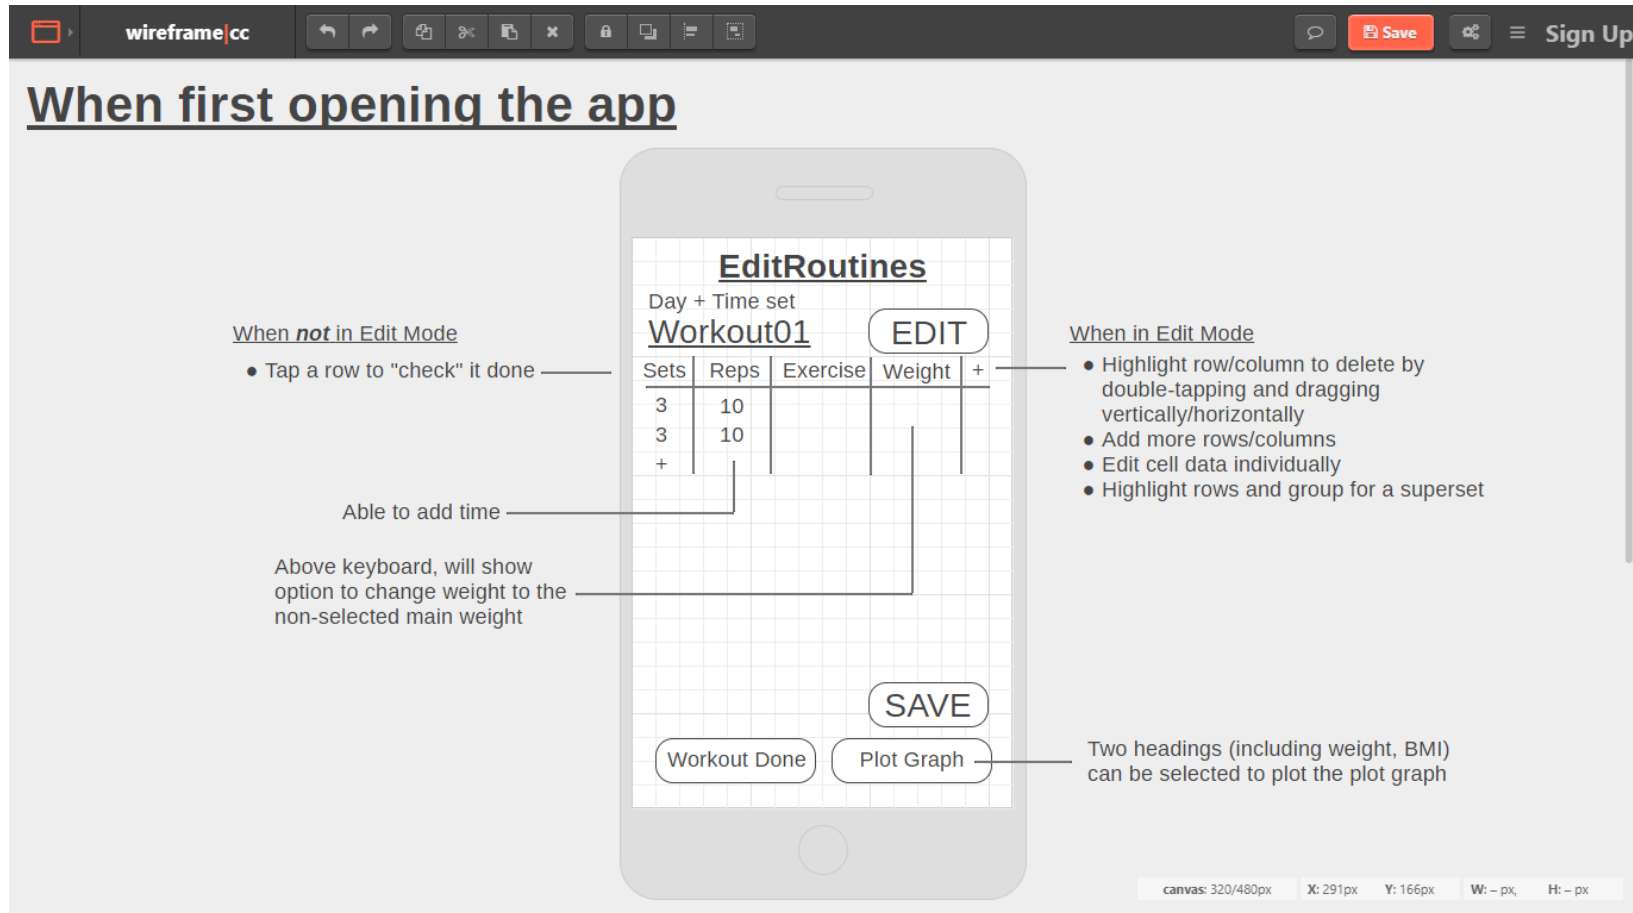 wireframe|cc
Save
Sign Up
When first opening the app
EditRoutines
Day + Time set
Workout01
EDIT
Sets Reps Exercise Weight +
3 10
3 10
+
SAVE
Workout Done
Plot Graph
When not in Edit Mode
● Tap a row to "check" it done
Able to add time
Above keyboard, will show
option to change weight to the
non-selected main weight
When in Edit Mode
● Highlight row/column to delete by
double-tapping and dragging
vertically/horizontally
● Add more rows/columns
● Edit cell data individually
● Highlight rows and group for a superset
Two headings (including weight, BMI)
can be selected to plot the plot graph
canvas: 320/480px X: 291px Y: 166px W: – px, H: – px